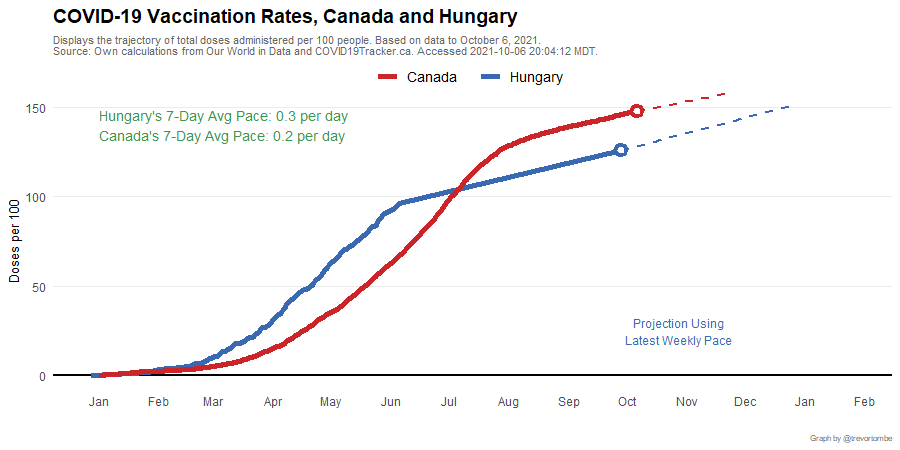 COVID-19 Vaccination Rates, Canada and Hungary
Displays the trajectory of total doses administered per 100 people. Based on data to October 6, 2021.
Source: Own calculations from Our World in Data and COVID19Tracker.ca. Accessed 2021-10-06 20:04:12 MDT.
Canada Hungary
Hungary's 7-Day Avg Pace: 0.3 per day
Canada's 7-Day Avg Pace: 0.2 per day
150
100
50
0
Doses per 100
Projection Using
Latest Weekly Pace
Jan Feb Mar Apr May Jun Jul Aug Sep Oct Nov Dec Jan Feb
Graph by @trevortombe